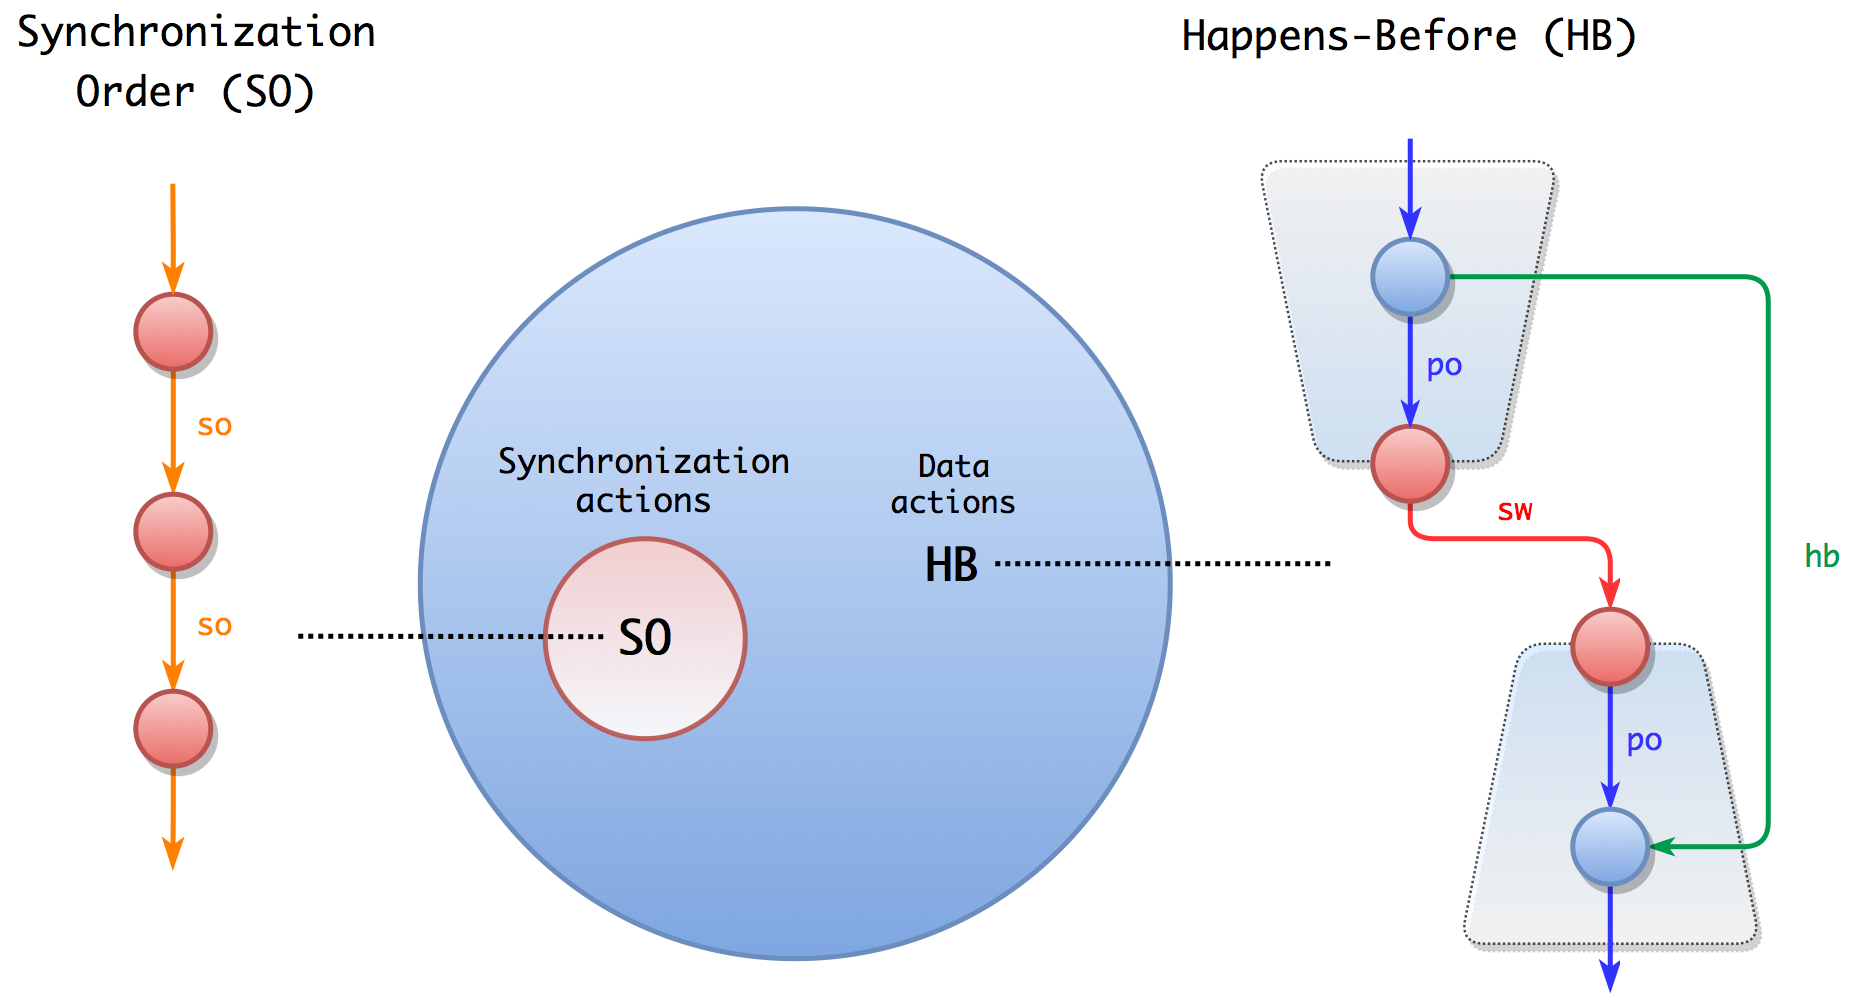 Synchronization
Order (SO)
so
so
Synchronization
actions
SO
Data
actions
HB
Happens-Before (HB)
po
sw
hb
po